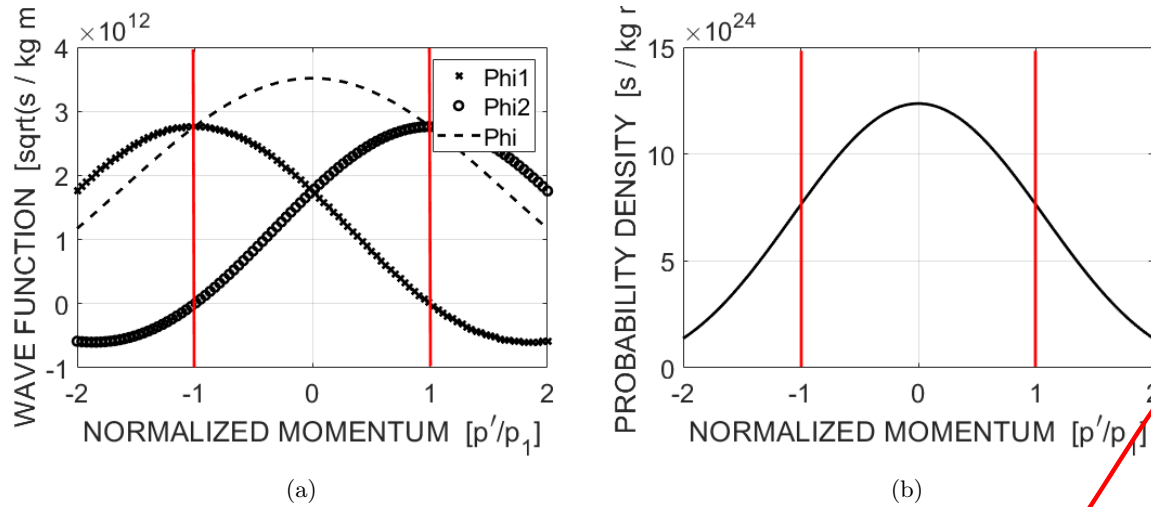 ×10^12
WAVE FUNCTION [sqrt(s / kg m
4
3
2
1
0
-1
-2
-1
0
1
2
Phi1
Phi2
Phi
NORMALIZED MOMENTUM [p′/p_1]
(a)
×10^24
PROBABILITY DENSITY [s / kg
15
10
5
0
-2
-1
0
1
2
NORMALIZED MOMENTUM [p′/p_1]
(b)